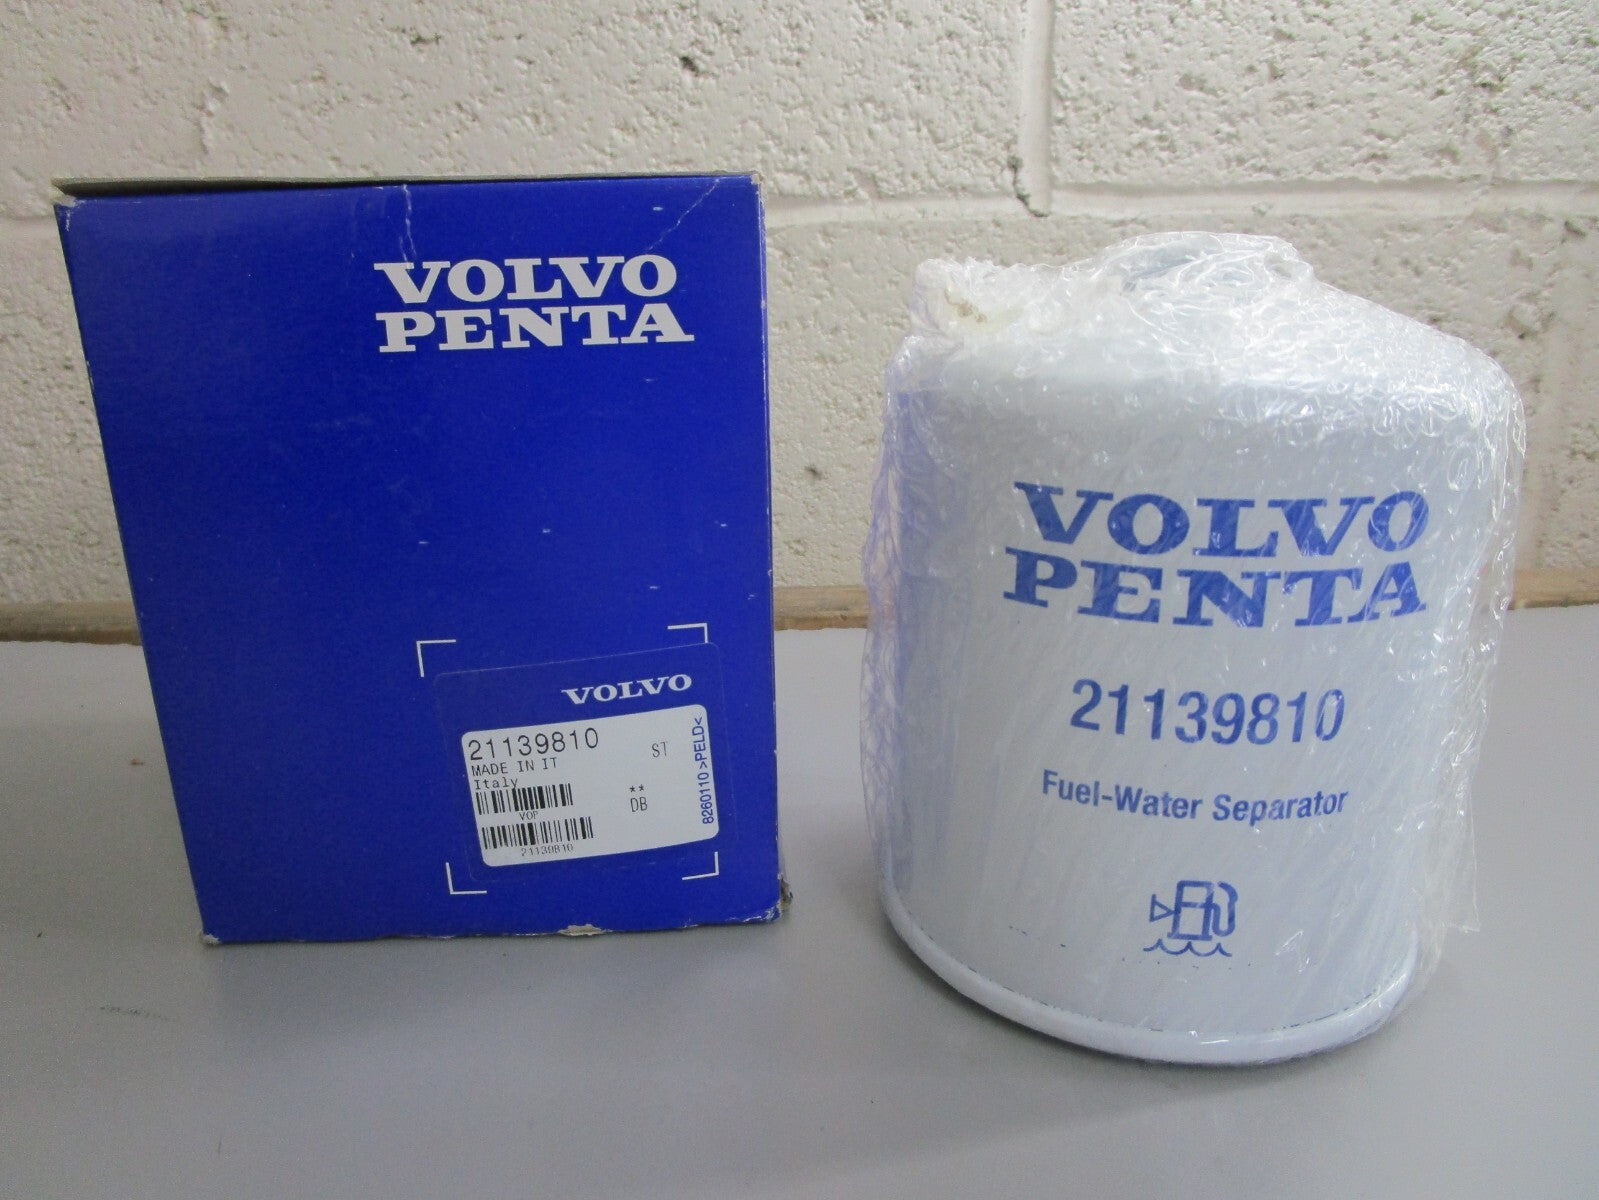 VOLVO
PENTA
VOLVO
21139810 ST
MADE IN IT
Italy
**
VOP DB
21139810
8260110 >PELD<
VOLVO
PENTA
21139810
Fuel-Water Separator